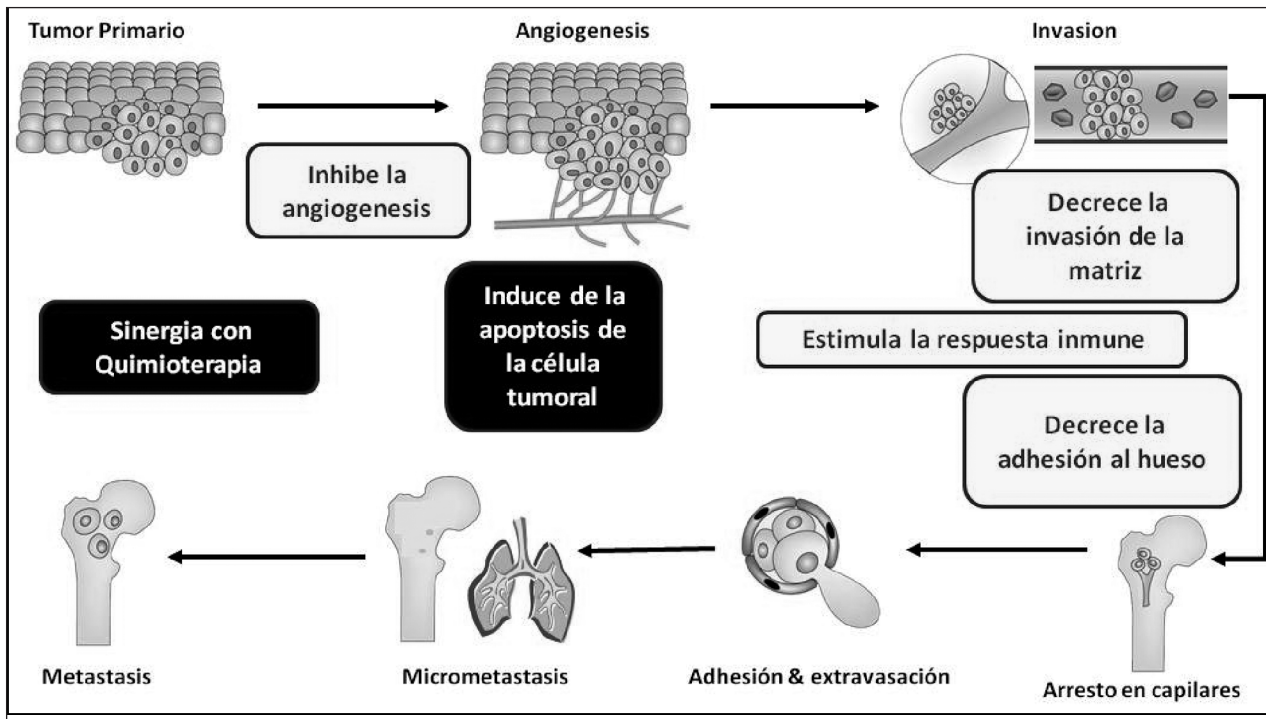 Tumor Primario
Angiogenesis
Invasion
Inhibe la
angiogenesis
Decrece la
invasión de la
matriz
Sinergia con
Quimioterapia
Induce de la
apoptosis de
la célula
tumoral
Estimula la respuesta inmune
Decrece la
adhesión al hueso
Metastasis
Micrometastasis
Adhesión & extravasación
Arresto en capilares